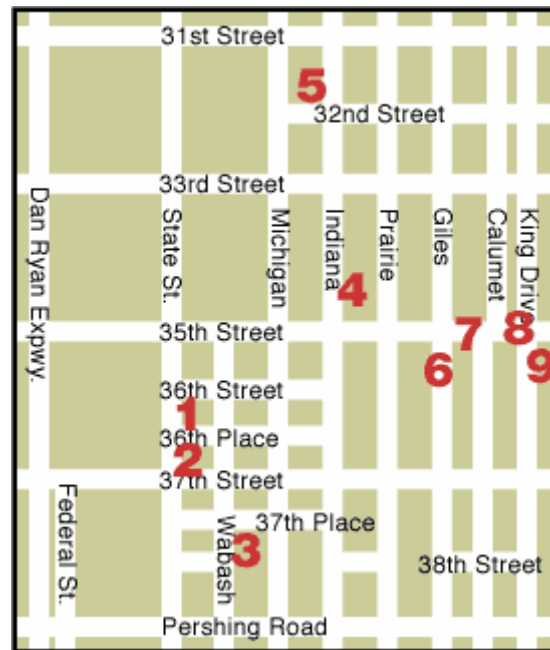 31st Street
5
32nd Street
33rd Street
Dan Ryan Expwy.
State St.
Michigan
Indiana
Prairie
Giles
Calumet
King Drive
4
35th Street
7
8
6
9
36th Street
1
36th Place
2
37th Street
Federal St.
Wabash
37th Place
3
38th Street
Pershing Road